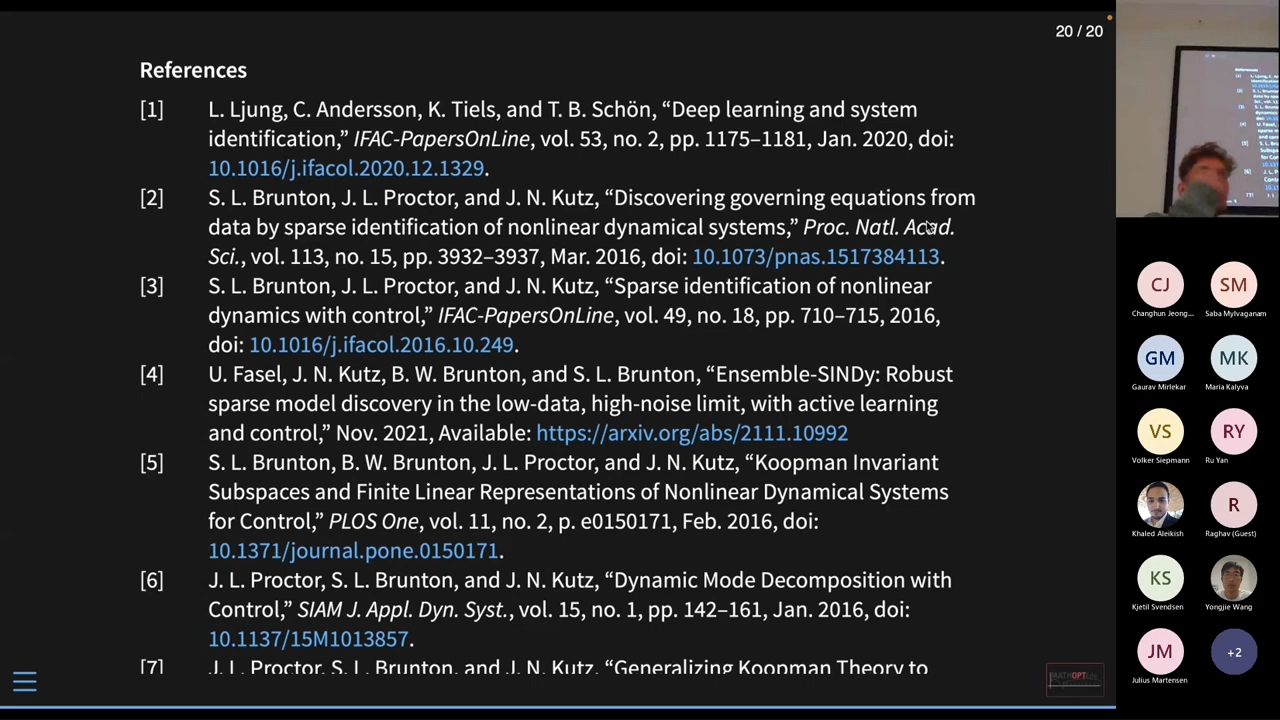 20 / 20
References
[1] L. Ljung, C. Andersson, K. Tiels, and T. B. Schön, “Deep learning and system
identification,” IFAC-PapersOnLine, vol. 53, no. 2, pp. 1175–1181, Jan. 2020, doi:
10.1016/j.ifacol.2020.12.1329.
[2] S. L. Brunton, J. L. Proctor, and J. N. Kutz, “Discovering governing equations from
data by sparse identification of nonlinear dynamical systems,” Proc. Natl. Acad.
Sci., vol. 113, no. 15, pp. 3932–3937, Mar. 2016, doi: 10.1073/pnas.1517384113.
[3] S. L. Brunton, J. L. Proctor, and J. N. Kutz, “Sparse identification of nonlinear
dynamics with control,” IFAC-PapersOnLine, vol. 49, no. 18, pp. 710–715, 2016,
doi: 10.1016/j.ifacol.2016.10.249.
[4] U. Fasel, J. N. Kutz, B. W. Brunton, and S. L. Brunton, “Ensemble-SINDy: Robust
sparse model discovery in the low-data, high-noise limit, with active learning
and control,” Nov. 2021, Available: https://arxiv.org/abs/2111.10992
[5] S. L. Brunton, B. W. Brunton, J. L. Proctor, and J. N. Kutz, “Koopman Invariant
Subspaces and Finite Linear Representations of Nonlinear Dynamical Systems
for Control,” PLOS One, vol. 11, no. 2, p. e0150171, Feb. 2016, doi:
10.1371/journal.pone.0150171.
[6] J. L. Proctor, S. L. Brunton, and J. N. Kutz, “Dynamic Mode Decomposition with
Control,” SIAM J. Appl. Dyn. Syst., vol. 15, no. 1, pp. 142–161, Jan. 2016, doi:
10.1137/15M1013857.
[7] J. L. Proctor, S. L. Brunton, and J. N. Kutz, “Generalizing Koopman Theory to
CJ SM
Changhun Jeong... Saba Mylvaganam
GM MK
Gaurav Mirlekar Maria Kalyva
VS RY
Volker Siepmann Ru Yan
R
Khaled Aleikish Raghav (Guest)
KS
Kjetil Svendsen Yongjie Wang
JM +2
Julius Martensen